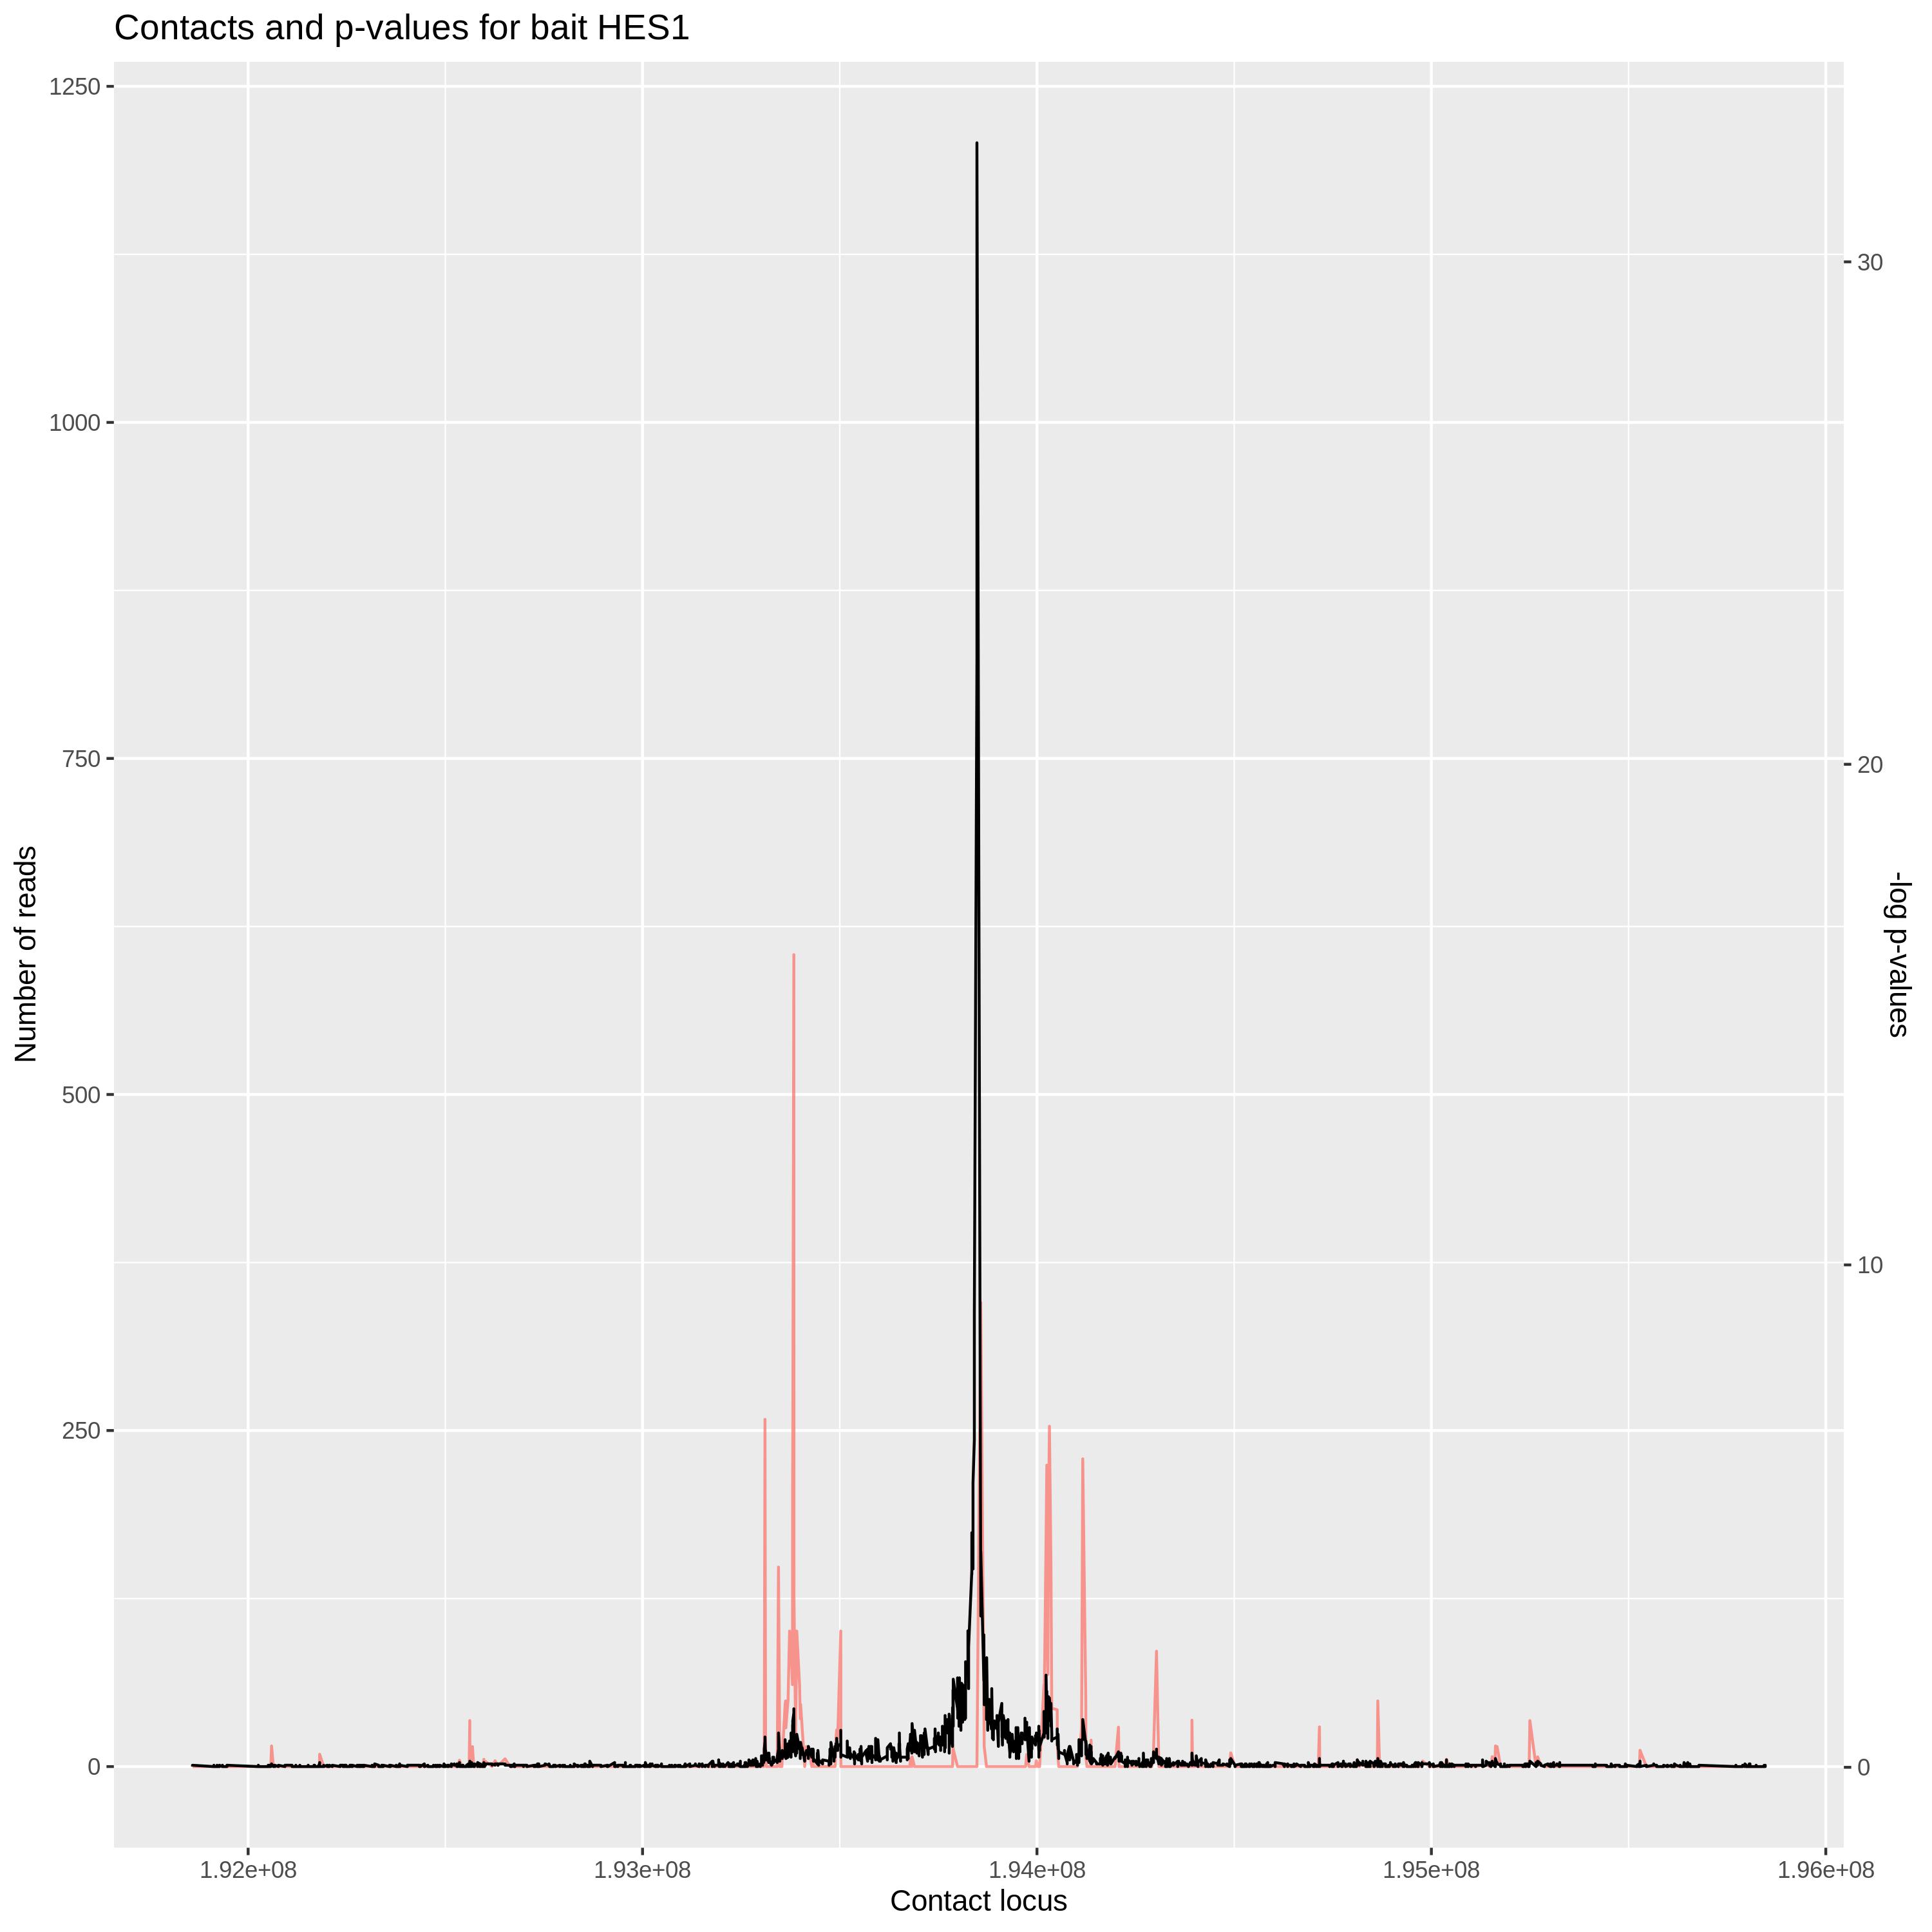 Contacts and p-values for bait HES1
1250
1000
750
500
250
0
Number of reads
30
20
10
0
-log p-values
1.92e+08 1.93e+08 1.94e+08 1.95e+08 1.96e+08
Contact locus